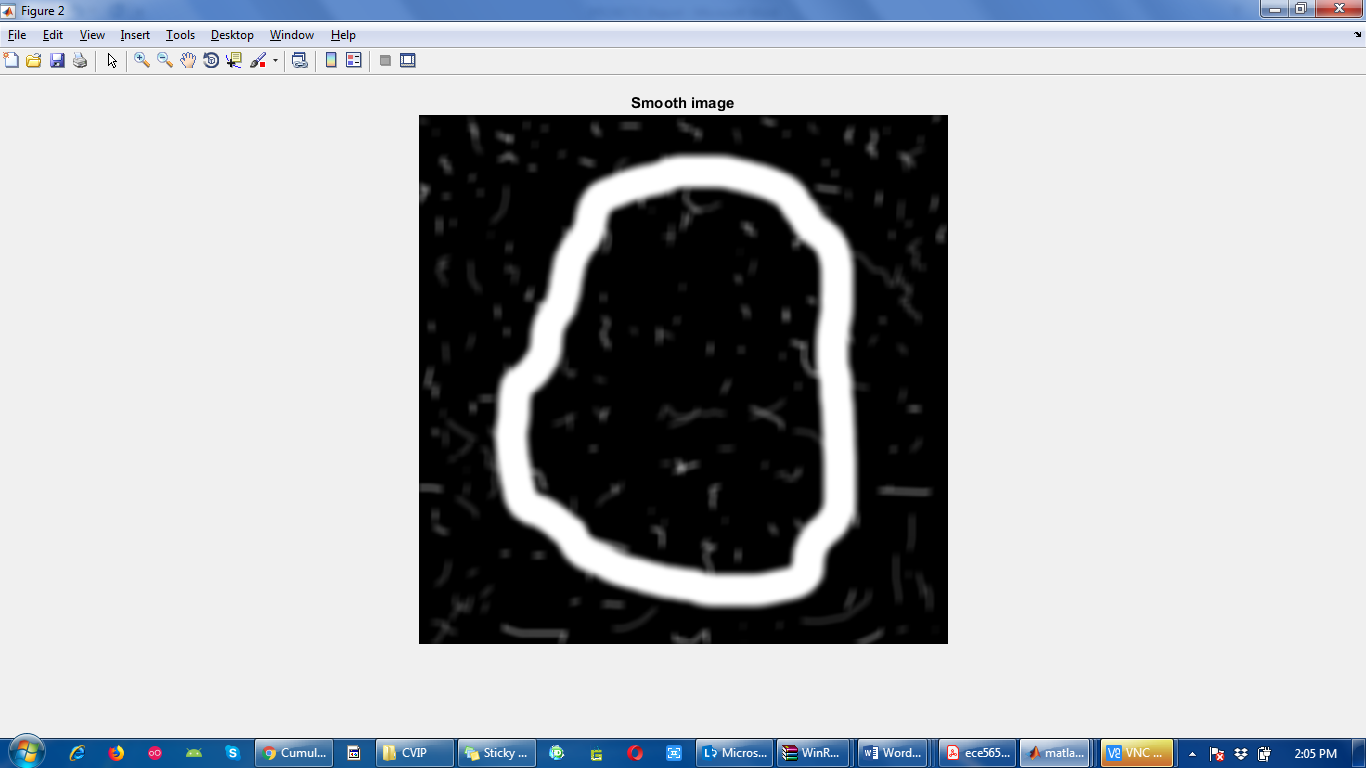 Figure 2
File Edit View Insert Tools Desktop Window Help
Smooth image
Cumul... CVIP Sticky ... Micros... WinR... Word... ece565... matla... VNC ... 2:05 PM